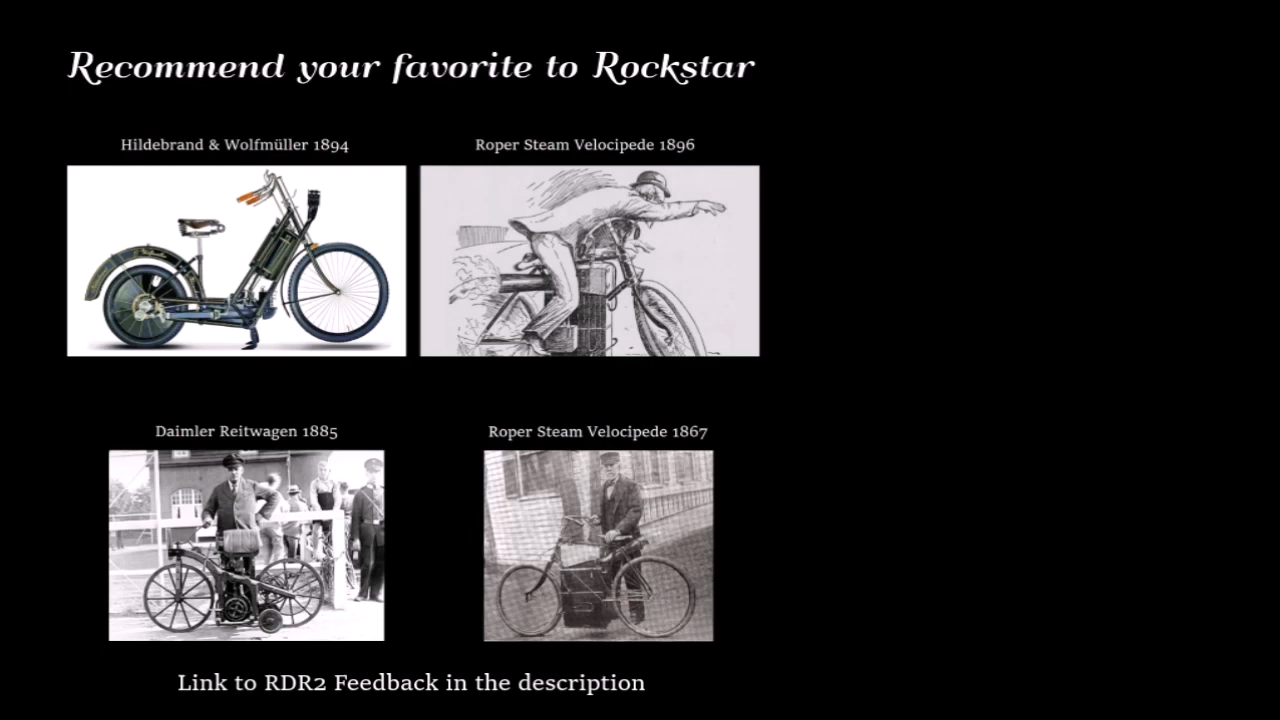 Recommend your favorite to Rockstar
Hildebrand & Wolfmüller 1894
Roper Steam Velocipede 1896
Daimler Reitwagen 1885
Roper Steam Velocipede 1867
Link to RDR2 Feedback in the description